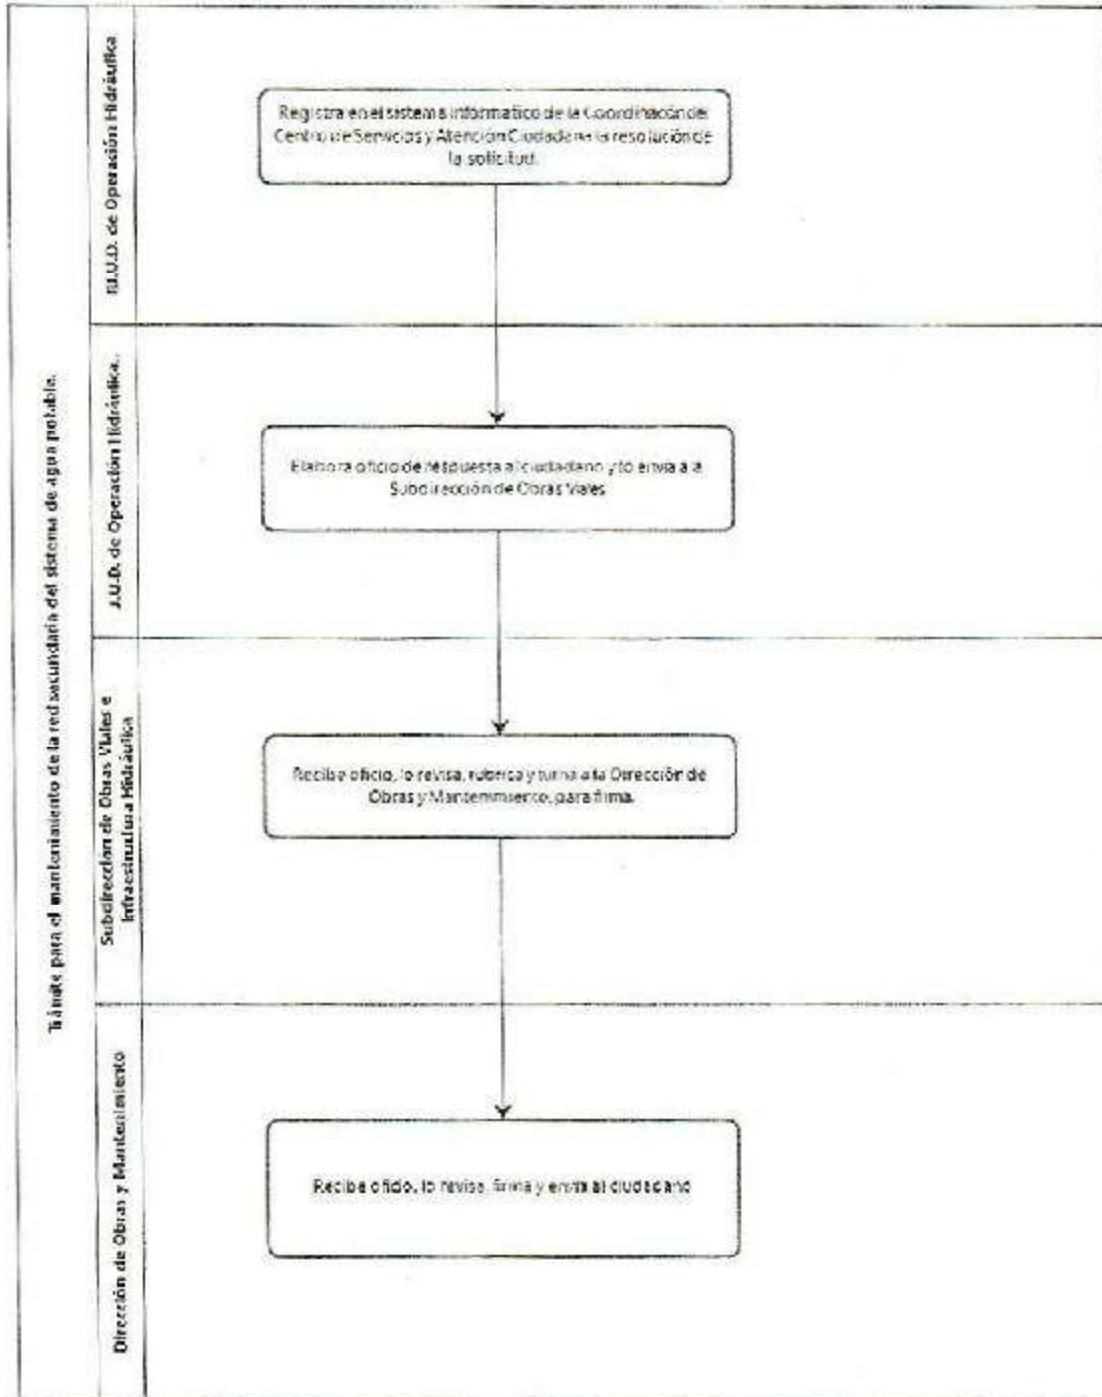 Trámite para el mantenimiento de la red secundaria del sistema de agua potable.
J.U.D. de Operación Hidráulica
Registra en el sistema informatico de la Coordinación del
Centro de Servicios y Atención Ciudadana la resolución de
la solicitud.
J.U.D. de Operación Hidráulica.
Elabora oficio de respuesta al ciudadano y lo envía a la
Subdirección de Obras Viales
Subdirección de Obras Viales e
Infraestructura Hidráulica
Recibe oficio, lo revisa, rubrica y turna a la Dirección de
Obras y Mantenimiento, para firma.
Dirección de Obras y Mantenimiento
Recibe oficio, lo revisa, firma y envía al ciudadano